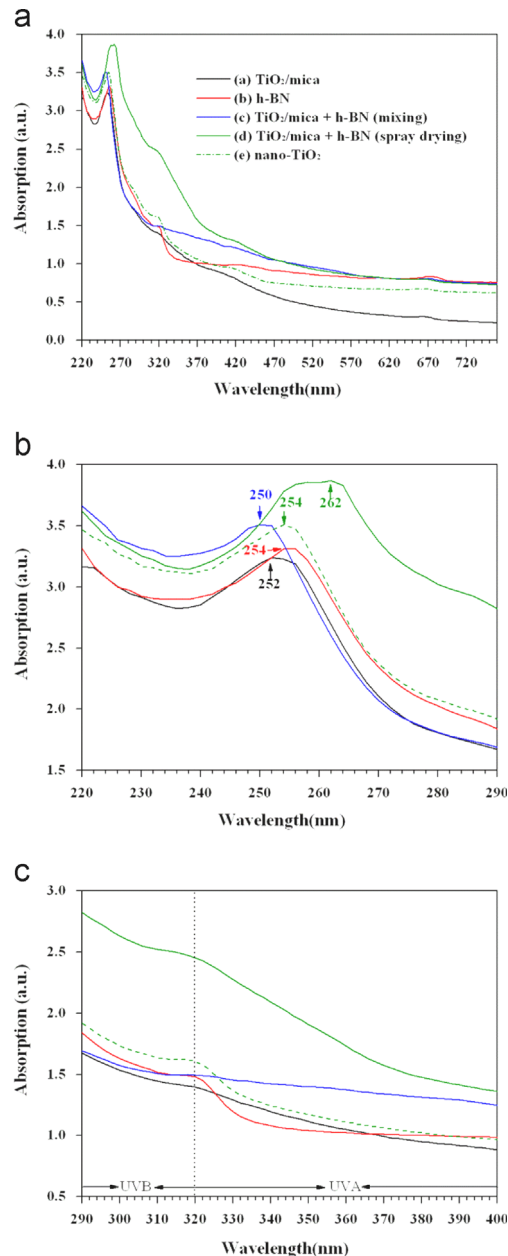 a
4.0
3.5
3.0
2.5
2.0
1.5
1.0
0.5
0.0
Absorption (a.u.)
(a) TiO₂/mica
(b) h-BN
(c) TiO₂/mica + h-BN (mixing)
(d) TiO₂/mica + h-BN (spray drying)
(e) nano-TiO₂
220 270 320 370 420 470 520 570 620 670 720
Wavelength(nm)
b
4.0
3.5
3.0
2.5
2.0
1.5
Absorption (a.u.)
250
254
262
254
252
220 230 240 250 260 270 280 290
Wavelength(nm)
c
3.0
2.5
2.0
1.5
1.0
0.5
Absorption (a.u.)
UVB UVA
290 300 310 320 330 340 350 360 370 380 390 400
Wavelength(nm)